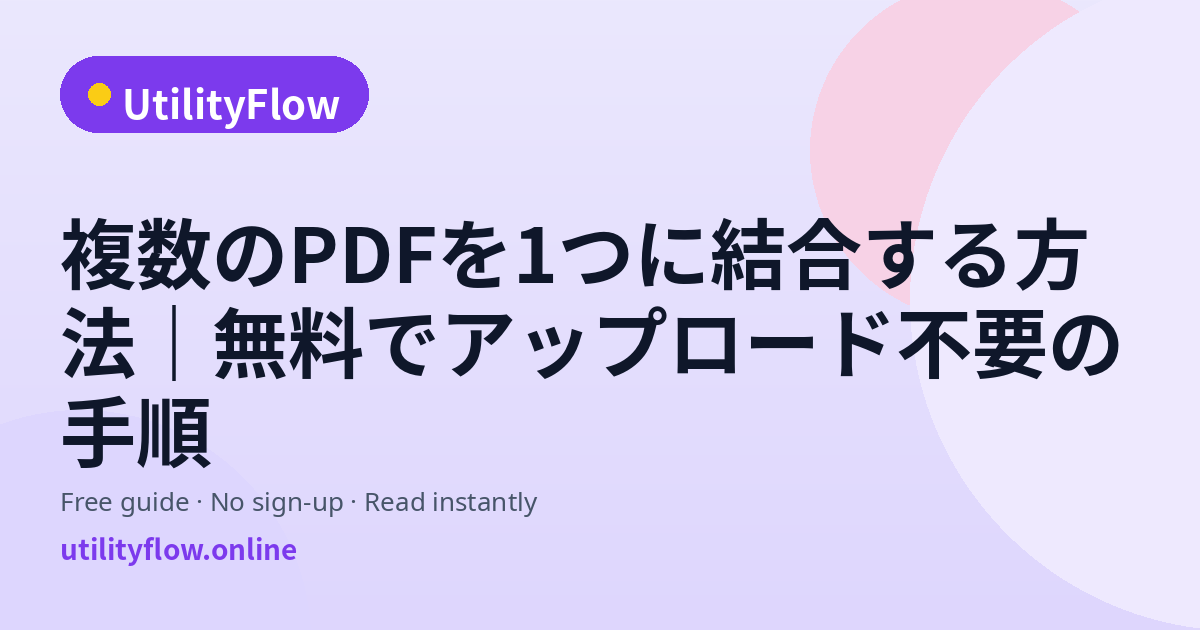 UtilityFlow
複数のPDFを1つに結合する方
法｜無料でアップロード不要の
手順
Free guide · No sign-up · Read instantly
utilityflow.online